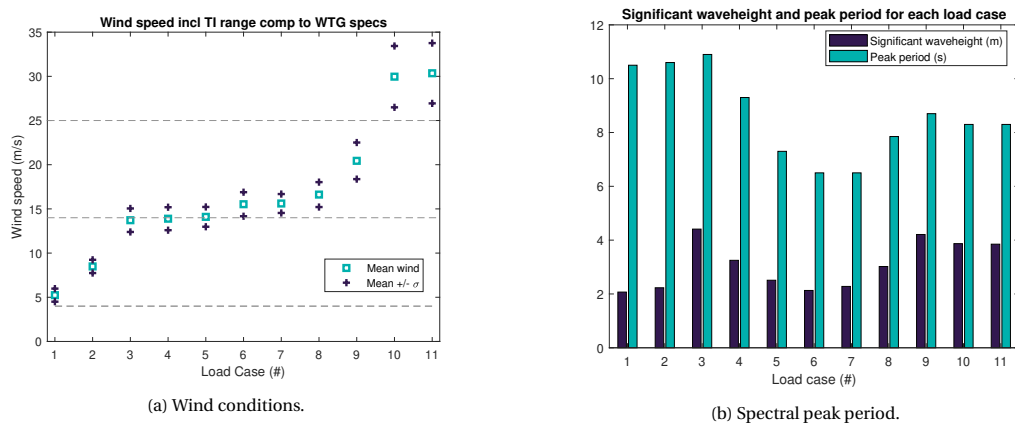 Wind speed incl TI range comp to WTG specs
35
30
25
20
15
10
5
0
Wind speed (m/s)
Mean wind
Mean +/- σ
1 2 3 4 5 6 7 8 9 10 11
Load Case (#)
(a) Wind conditions.
Significant waveheight and peak period for each load case
12
10
8
6
4
2
0
Significant waveheight (m)
Peak period (s)
1 2 3 4 5 6 7 8 9 10 11
Load case (#)
(b) Spectral peak period.